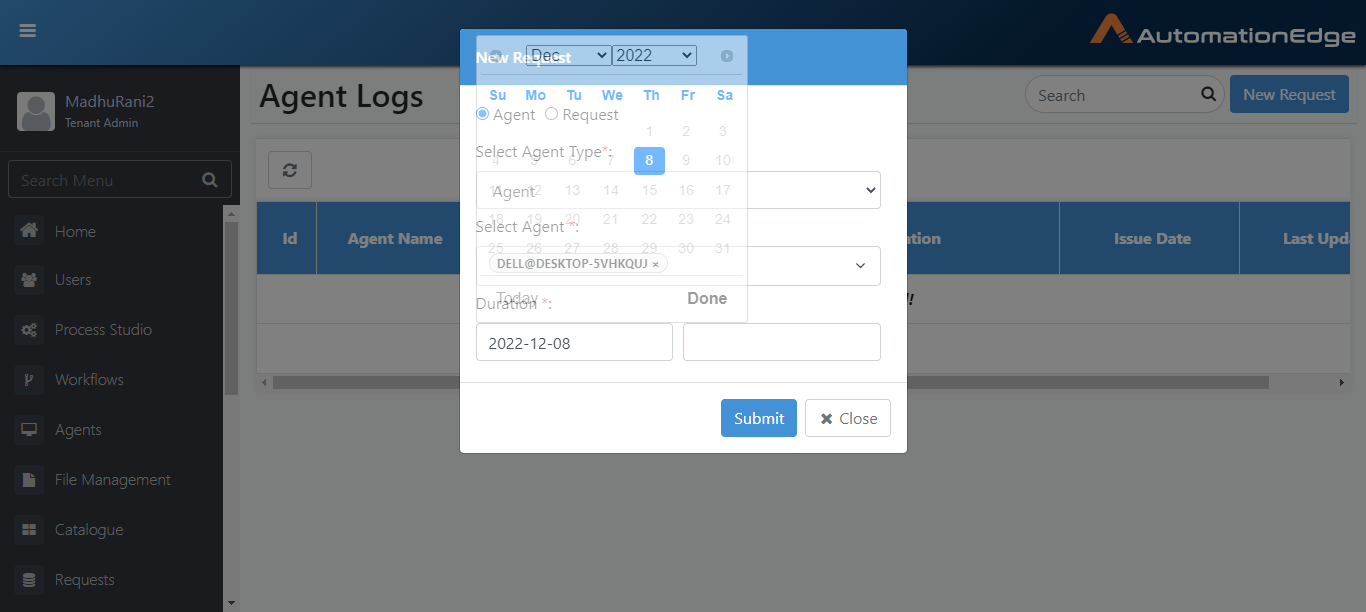 AutomationEdge
MadhuRani2
Tenant Admin
Search Menu
Home
Users
Process Studio
Workflows
Agents
File Management
Catalogue
Requests
Agent Logs
Search
New Request
Id
Agent Name
Issue Date
Last Upd
New Request
Dec 2022
Su Mo Tu We Th Fr Sa
Agent Request
1 2 3
Select Agent Type*:
4 5 6 7 8 9 10
Agent
11 12 13 14 15 16 17
18 19 20 21 22 23 24
Select Agent *:
25 26 27 28 29 30 31
DELL@DESKTOP-5VHKQUJ ×
Today Done
Duration *:
2022-12-08
Submit
Close